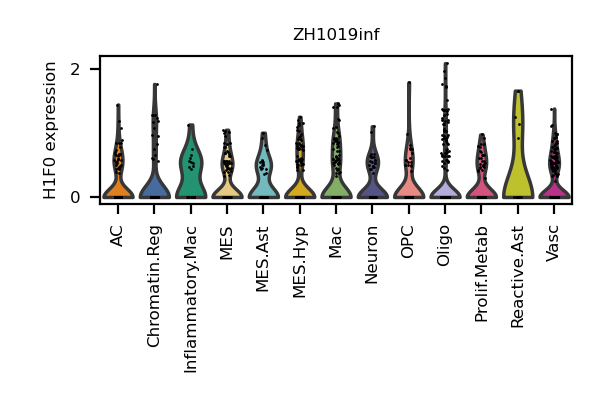 ZH1019inf
H1F0 expression
2
0
AC
Chromatin.Reg
Inflammatory.Mac
MES
MES.Ast
MES.Hyp
Mac
Neuron
OPC
Oligo
Prolif.Metab
Reactive.Ast
Vasc